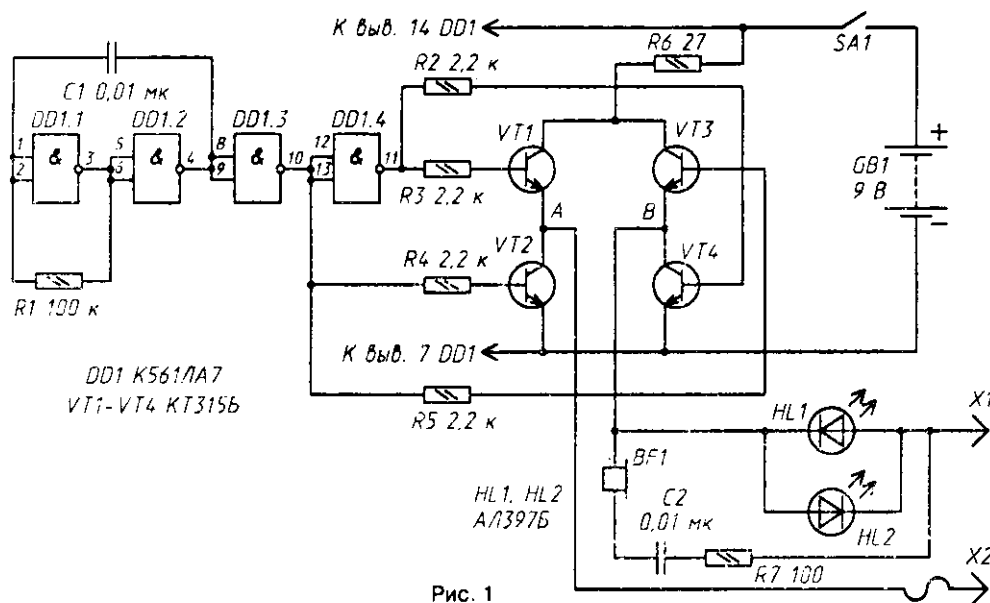 К выв. 14 DD1
R6 27
SA1
R2 2,2 к
C1 0,01 мк
DD1.1
DD1.2
DD1.3
DD1.4
VT1
VT3
1
2
&
3
5
6
&
4
8
9
&
10
12
13
&
11
+
GB1
9 В
−
R3 2,2 к
A
B
VT2
VT4
R4 2,2 к
R1 100 к
К выв. 7 DD1
DD1 К561ЛА7
VT1-VT4 КТ315Б
R5 2,2 к
HL1
X1
BF1
HL1, HL2
АЛ397Б
C2
0,01 мк
HL2
R7 100
X2
Рис. 1